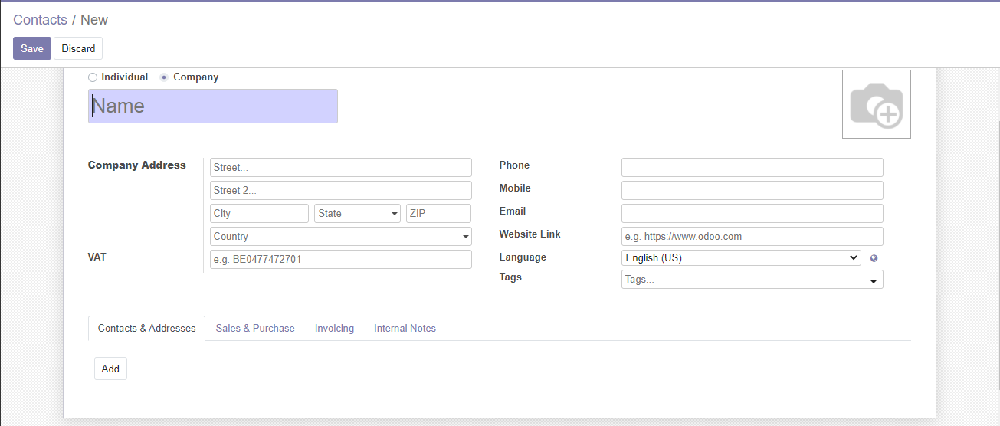 Contacts / New
Save Discard
Individual Company
Name
Company Address Street... Phone
Street 2... Mobile
City State ZIP Email
Country Website Link e.g. https://www.odoo.com
VAT e.g. BE0477472701 Language English (US)
Tags Tags...
Contacts & Addresses Sales & Purchase Invoicing Internal Notes
Add